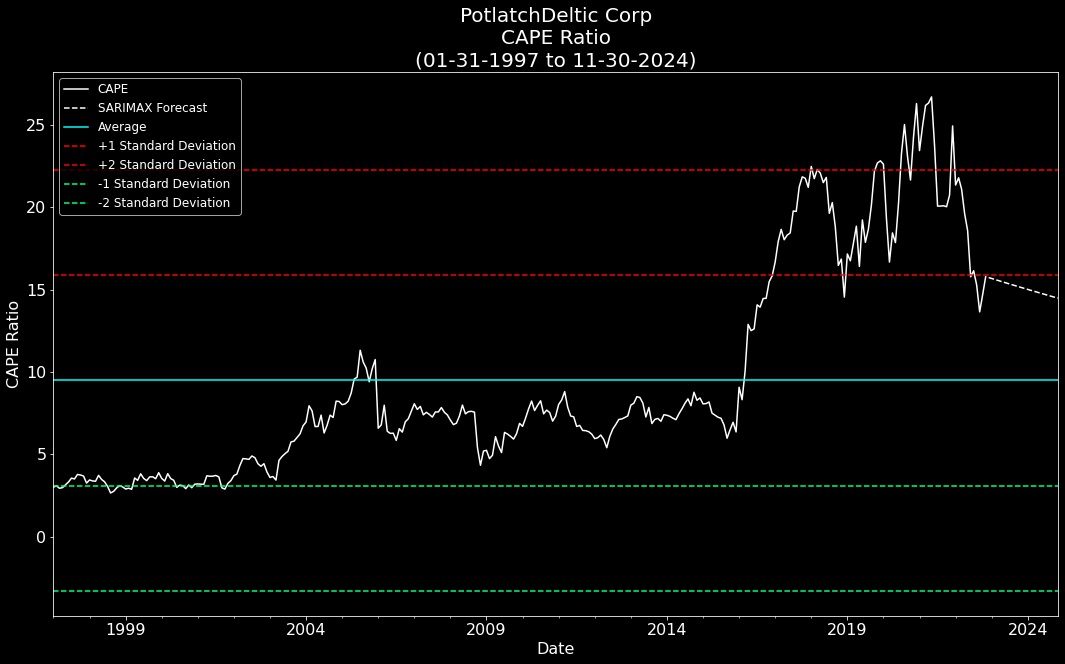 PotlatchDeltic Corp
CAPE Ratio
(01-31-1997 to 11-30-2024)
CAPE
SARIMAX Forecast
Average
+1 Standard Deviation
+2 Standard Deviation
-1 Standard Deviation
-2 Standard Deviation
CAPE Ratio
25
20
15
10
5
0
1999 2004 2009 2014 2019 2024
Date